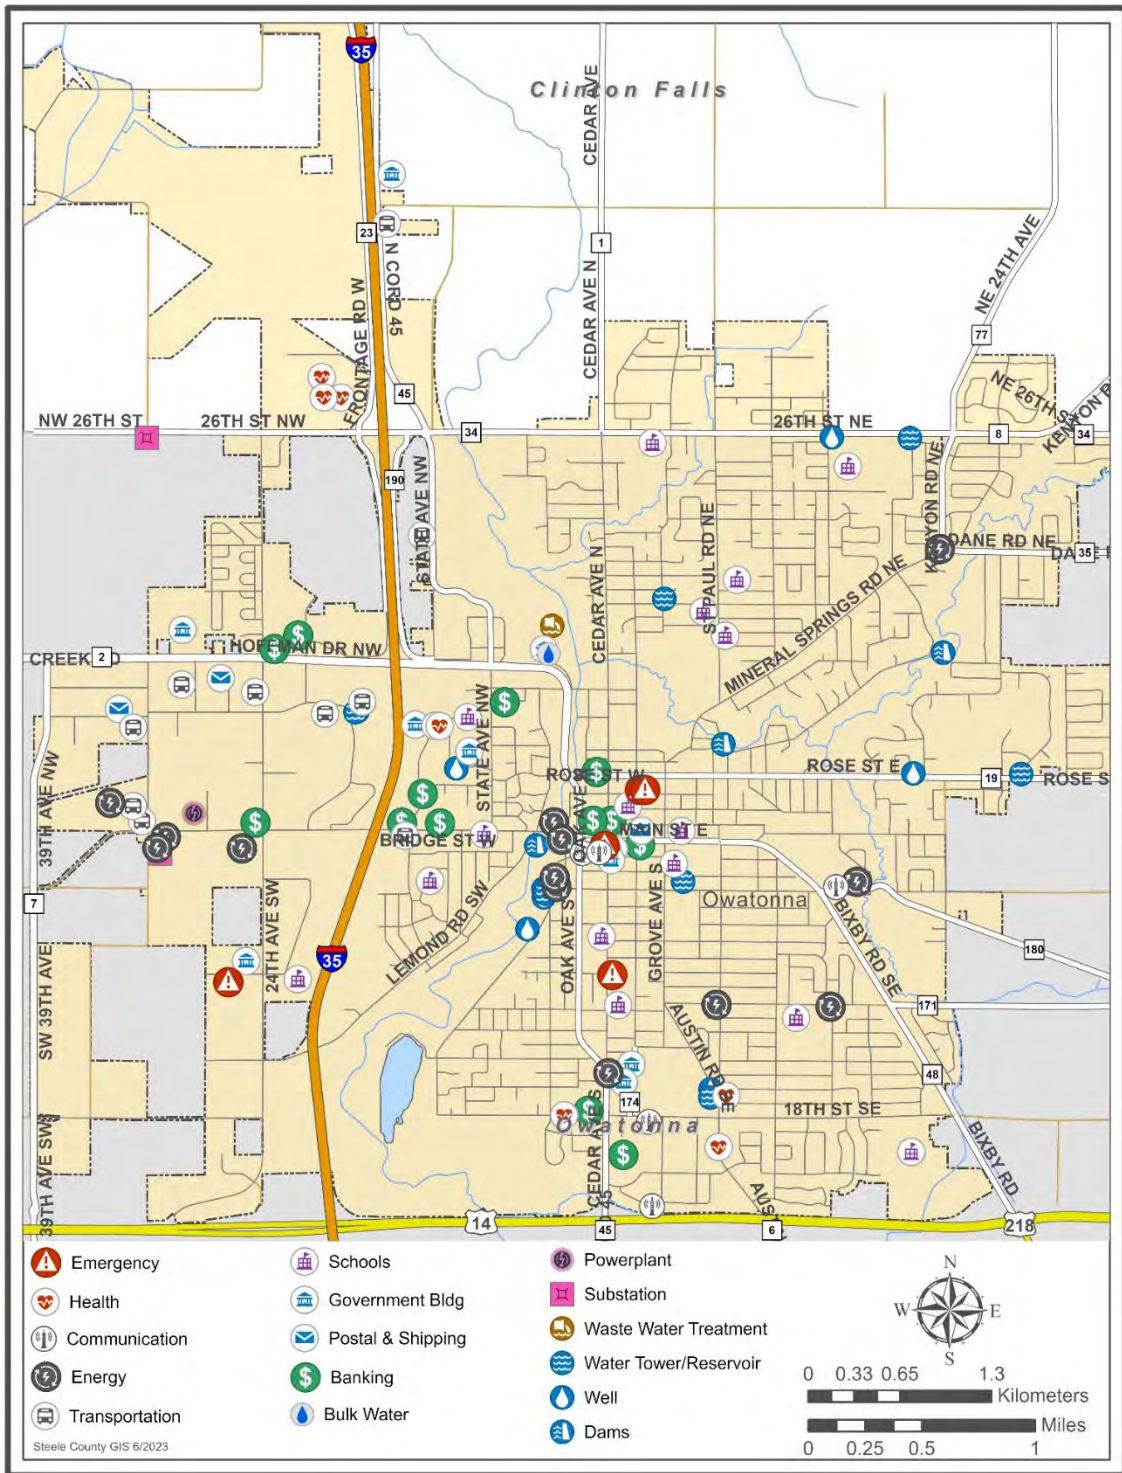 35
Clinton Falls
CEDAR AVE
23
1
N CORD 45
NE 24TH AVE
FRONTAGE RD W
CEDAR AVE N
77
45
NE 26TH ST
NW 26TH ST
26TH ST NW
34
26TH ST NE
8
34
190
STATE AVE NW
ST PAUL RD NE
DANE RD NE
35
CEDAR AVE N
MINERAL SPRINGS RD NE
2
HOFFMAN DR NW
STATE AVE NW
ROSE ST W
ROSE ST E
19
ROSE S
39TH AVE NW
BRIDGE ST W
MAIN ST E
7
Owatonna
LEMOND RD SW
GROVE AVE S
OAK AVE S
24TH AVE SW
35
BIXBY RD SE
180
SW 39TH AVE
171
AUSTIN RD SE
48
174
18TH ST SE
Owatonna
CEDAR AVE S
BIXBY RD
39TH AVE SW
45
14
45
6
218
Emergency
Health
Communication
Energy
Transportation
Schools
Government Bldg
Postal & Shipping
Banking
Bulk Water
Powerplant
Substation
Waste Water Treatment
Water Tower/Reservoir
Well
Dams
N
W E
S
0 0.33 0.65 1.3
Kilometers
Miles
0 0.25 0.5 1
Steele County GIS 6/2023